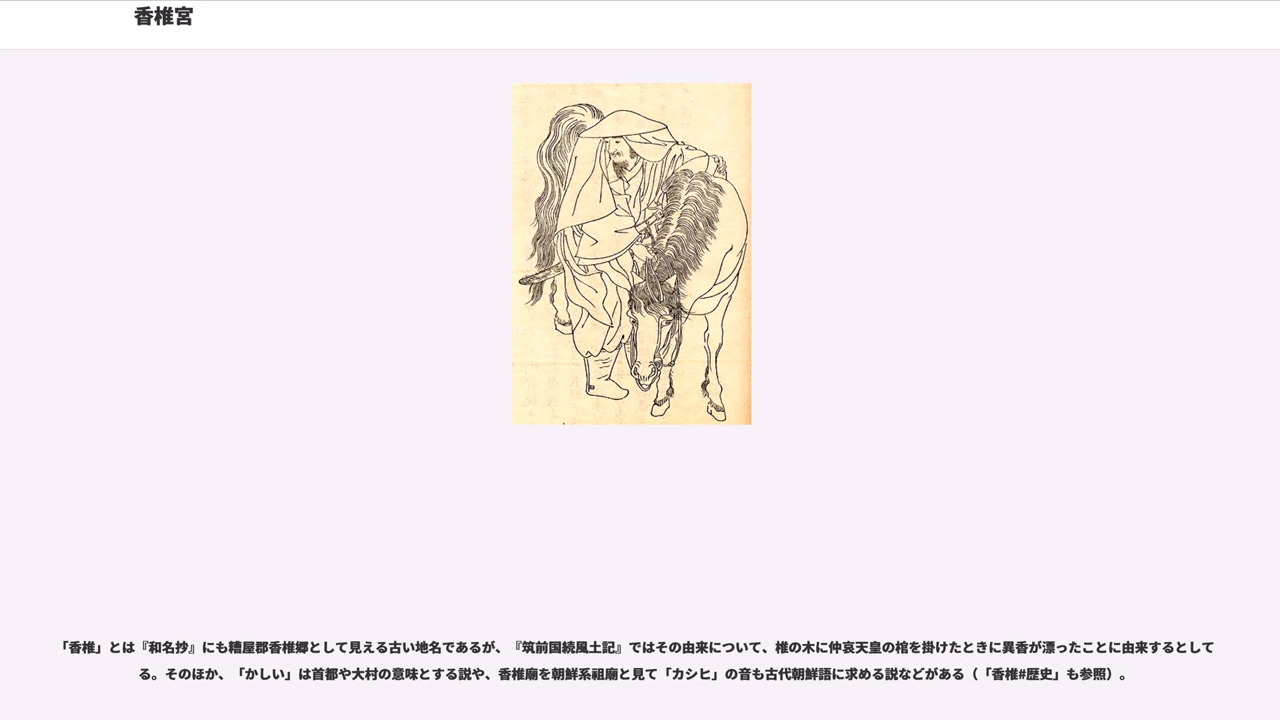 香椎宮
「香椎」とは『和名抄』にも糟屋郡香椎郷として見える古い地名であるが、『筑前国続風土記』ではその由来について、椎の木に仲哀天皇の棺を掛けたときに異香が漂ったことに由来するとして
る。そのほか、「かしい」は首都や大村の意味とする説や、香椎廟を朝鮮系祖廟と見て「カシヒ」の音も古代朝鮮語に求める説などがある（「香椎#歴史」も参照）。